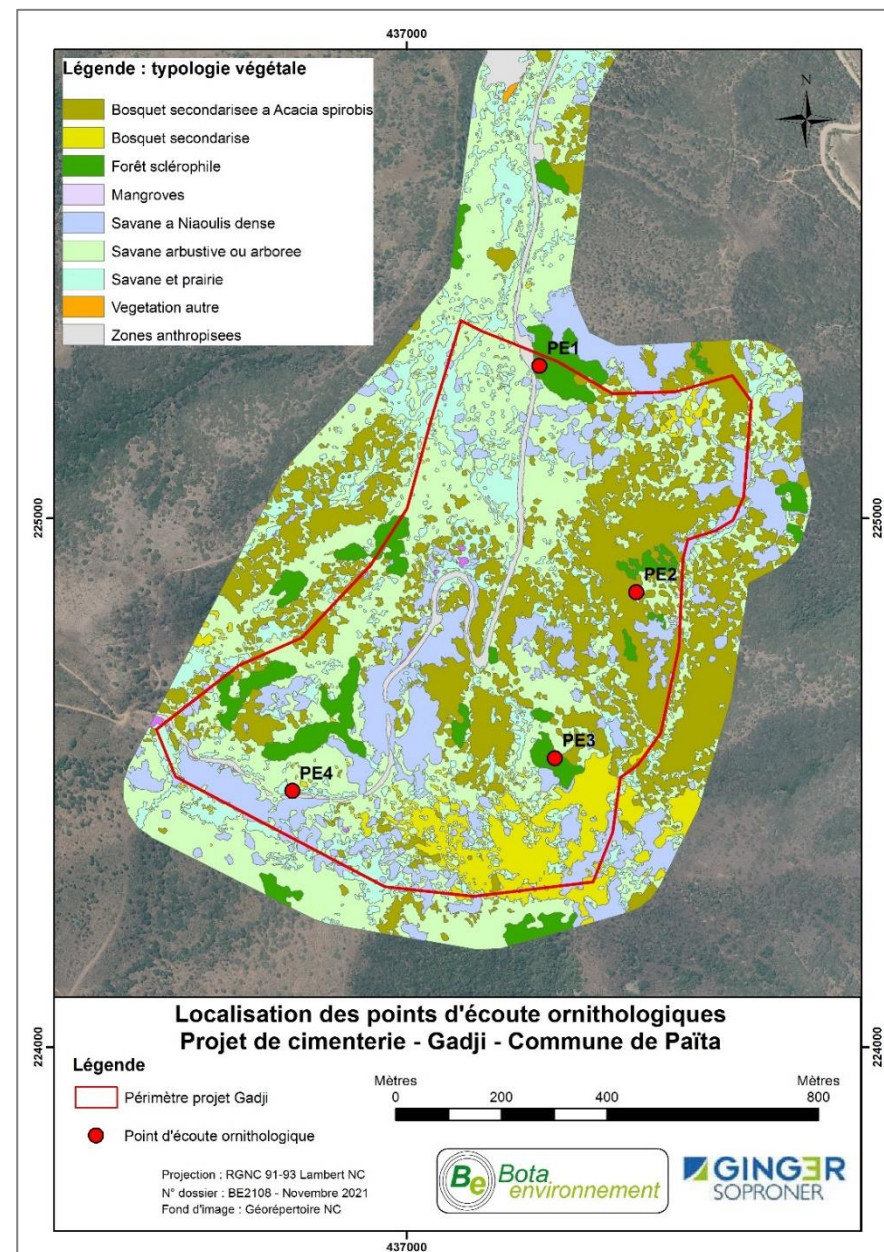 437000
Légende : typologie végétale
Bosquet secondarisee a Acacia spirobis
Bosquet secondarise
Forêt sclérophile
Mangroves
Savane a Niaoulis dense
Savane arbustive ou arboree
Savane et prairie
Vegetation autre
Zones anthropisees
N
PE1
225000
225000
PE2
PE3
PE4
224000
224000
Localisation des points d'écoute ornithologiques
Projet de cimenterie - Gadji - Commune de Païta
Légende
Périmètre projet Gadji
Point d'écoute ornithologique
Mètres
Mètres
0 200 400 800
Projection : RGNC 91-93 Lambert NC
N° dossier : BE2108 - Novembre 2021
Fond d'image : Géorépertoire NC
Be Bota
environnement
GINGER
SOPRONER
437000